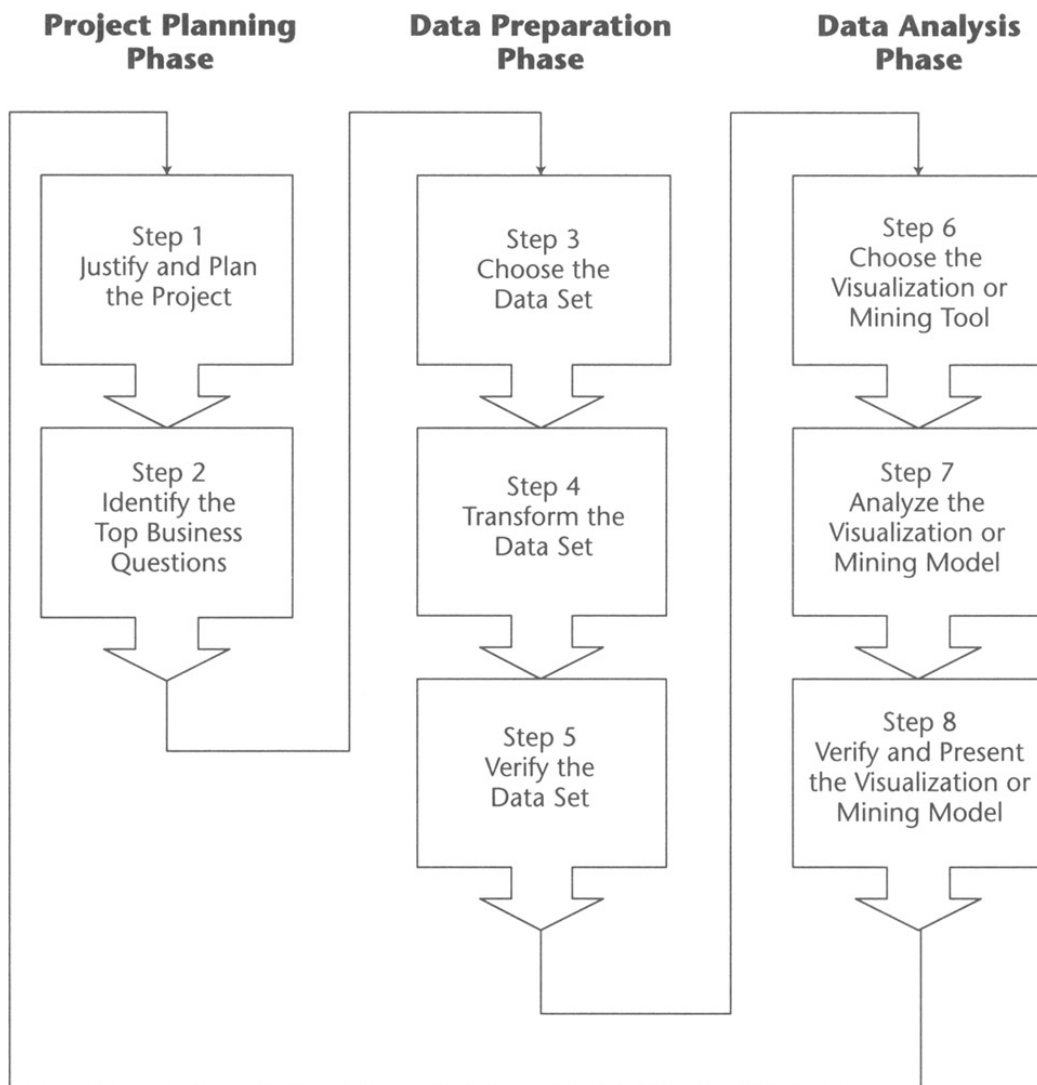 Project Planning
Phase
Data Preparation
Phase
Data Analysis
Phase
Step 1
Justify and Plan
the Project
Step 2
Identify the
Top Business
Questions
Step 3
Choose the
Data Set
Step 4
Transform the
Data Set
Step 5
Verify the
Data Set
Step 6
Choose the
Visualization or
Mining Tool
Step 7
Analyze the
Visualization or
Mining Model
Step 8
Verify and Present
the Visualization or
Mining Model